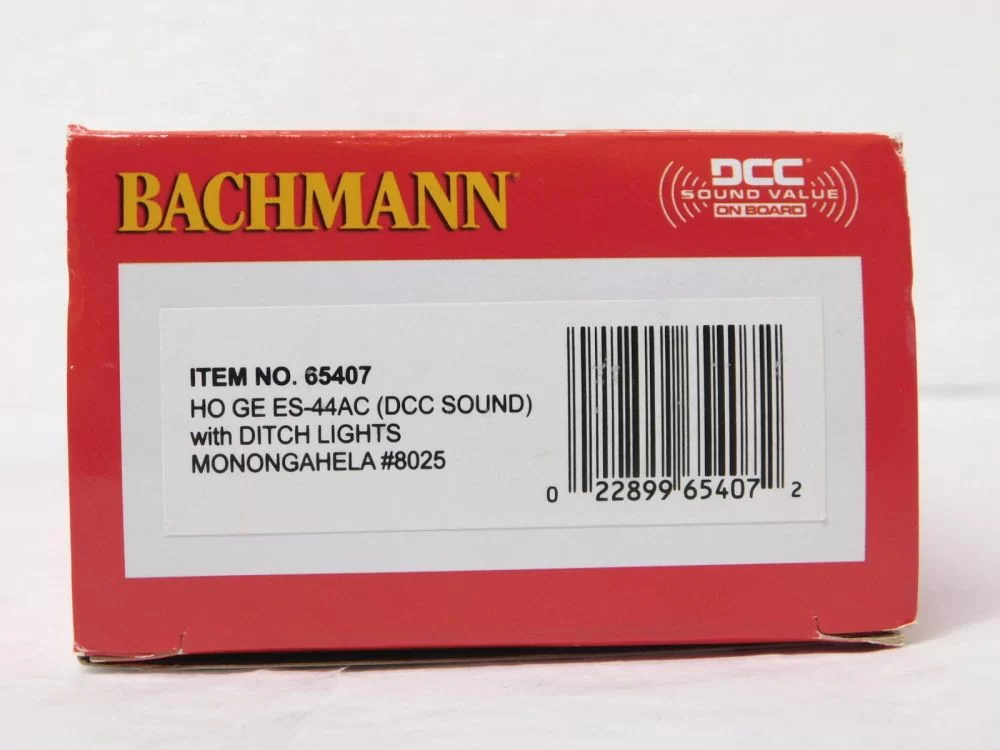 BACHMANN
DCC
SOUND VALUE
ON BOARD
ITEM NO. 65407
HO GE ES-44AC (DCC SOUND)
with DITCH LIGHTS
MONONGAHELA #8025
0 22899 65407 2